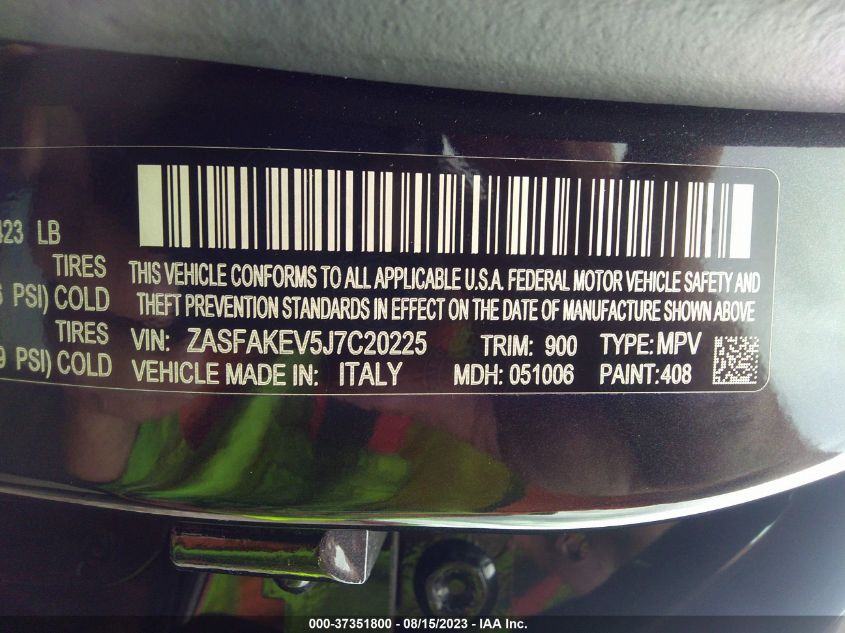 423 LB
TIRES
PSI) COLD
TIRES
PSI) COLD
THIS VEHICLE CONFORMS TO ALL APPLICABLE U.S.A. FEDERAL MOTOR VEHICLE SAFETY AND
THEFT PREVENTION STANDARDS IN EFFECT ON THE DATE OF MANUFACTURE SHOWN ABOVE
VIN: ZASFAKEV5J7C20225 TRIM: 900 TYPE: MPV
VEHICLE MADE IN: ITALY MDH: 051006 PAINT:408
000-37351800 - 08/15/2023 - IAA Inc.